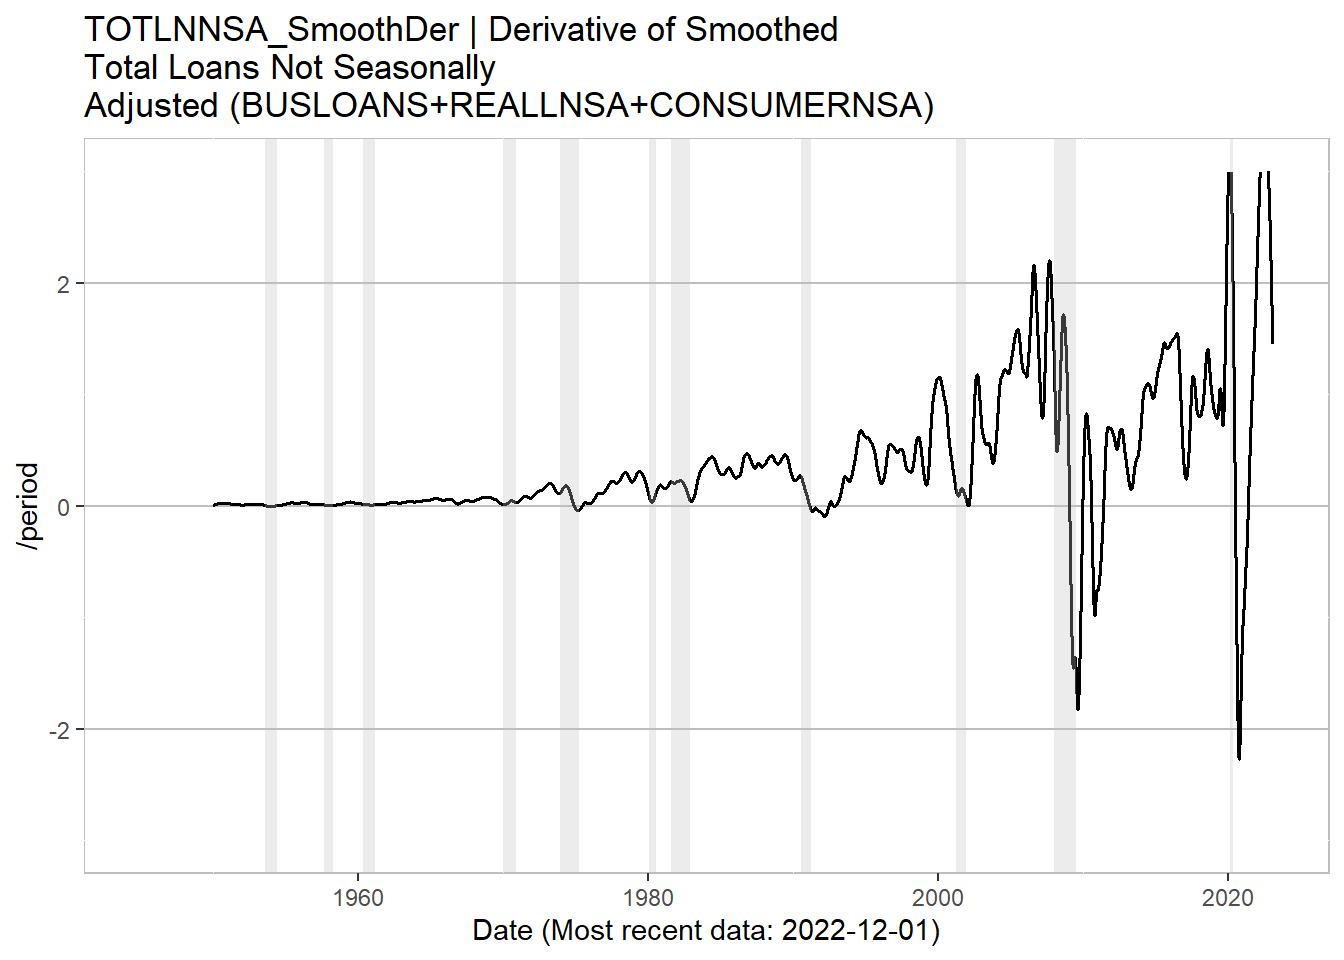 TOTLNNSA_SmoothDer | Derivative of Smoothed
Total Loans Not Seasonally
Adjusted (BUSLOANS+REALLNSA+CONSUMERNSA)
/period
2
0
-2
1960
1980
2000
2020
Date (Most recent data: 2022-12-01)